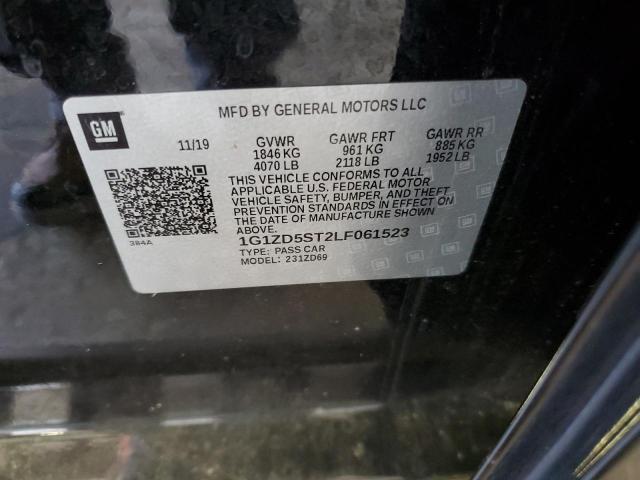 MFD BY GENERAL MOTORS LLC
GM
11/19 GVWR GAWR FRT GAWR RR
1846 KG 961 KG 885 KG
4070 LB 2118 LB 1952 LB
THIS VEHICLE CONFORMS TO ALL
APPLICABLE U.S. FEDERAL MOTOR
VEHICLE SAFETY, BUMPER, AND THEFT
PREVENTION STANDARDS IN EFFECT ON
THE DATE OF MANUFACTURE SHOWN
ABOVE.
384A
1G1ZD5ST2LF061523
TYPE: PASS CAR
MODEL: 231ZD69